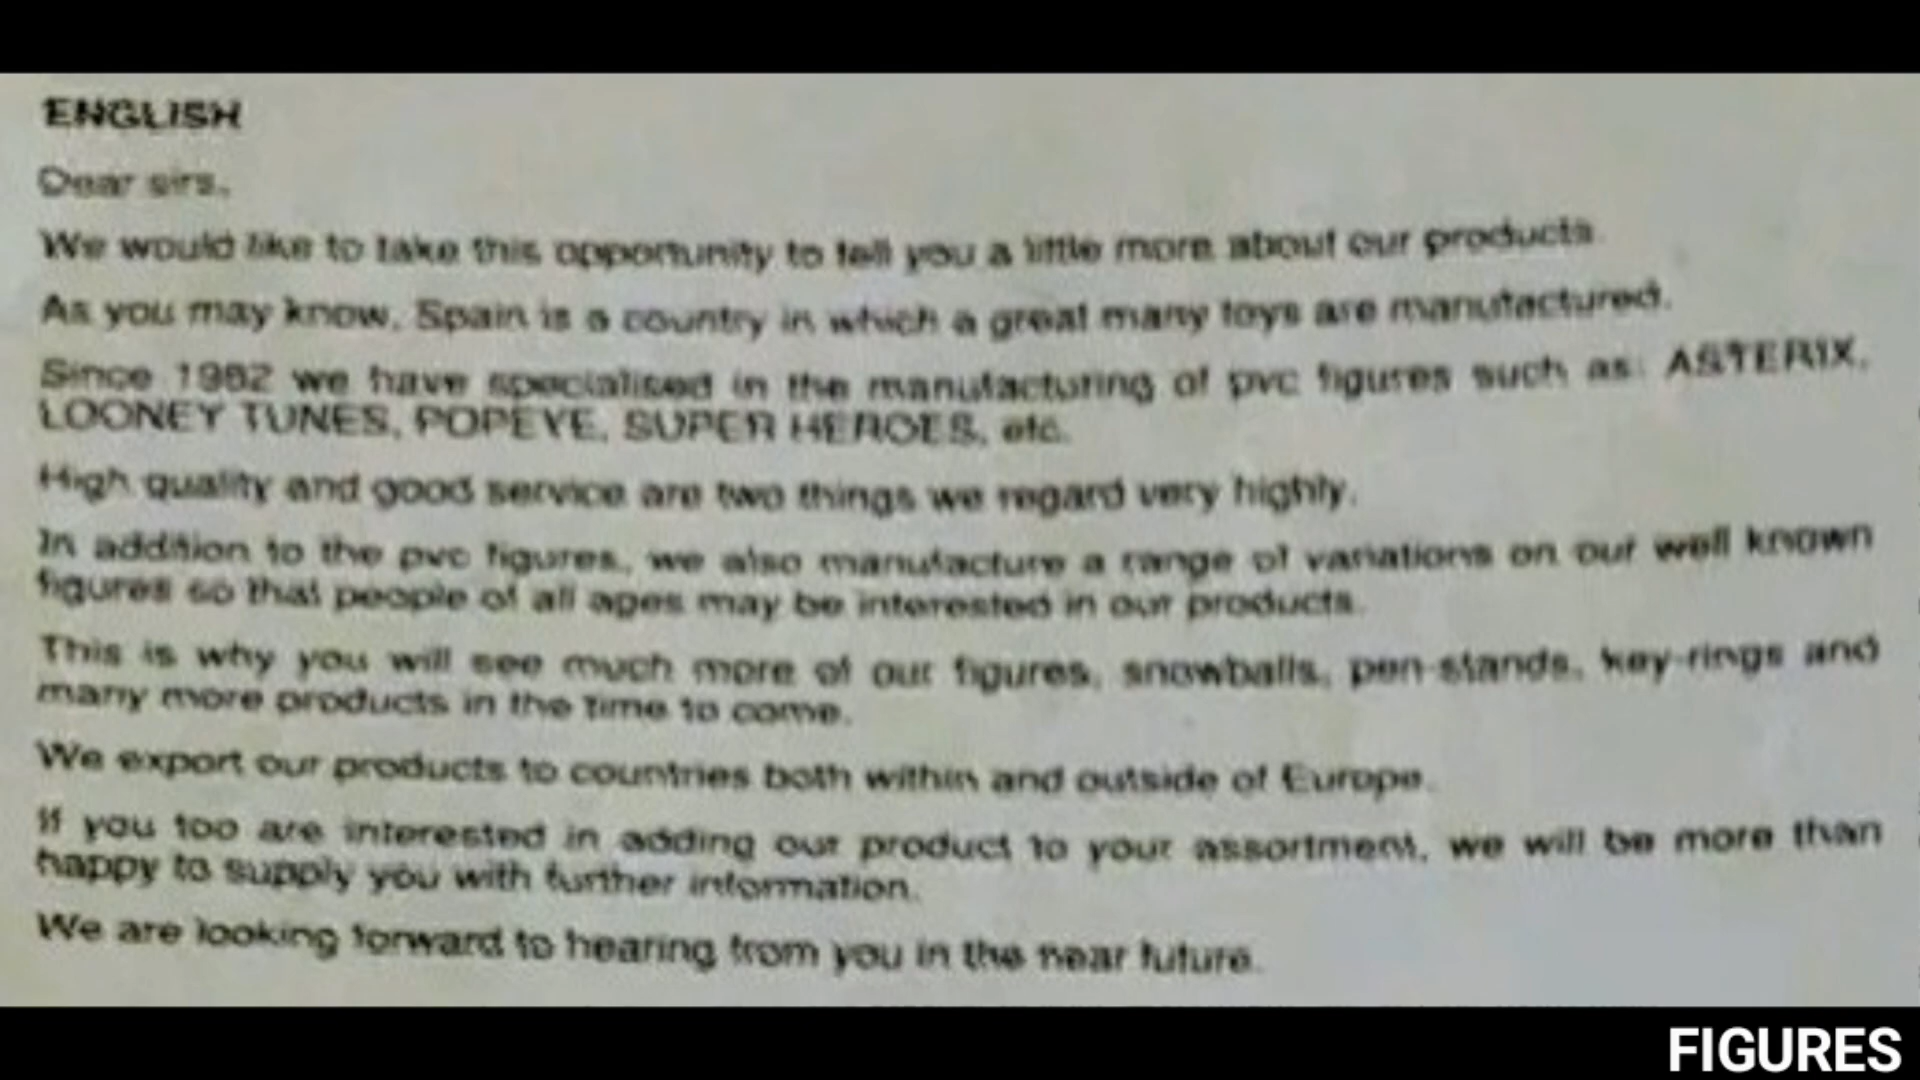 ENGLISH
Dear sirs,
We would like to take this opportunity to tell you a little more about our products.
As you may know, Spain is a country in which a great many toys are manufactured.
Since 1982 we have specialised in the manufacturing of pvc figures such as: ASTERIX,
LOONEY TUNES, POPEYE, SUPER HEROES, etc.
High quality and good service are two things we regard very highly.
In addition to the pvc figures, we also manufacture a range of variations on our well known
figures so that people of all ages may be interested in our products.
This is why you will see much more of our figures, snowballs, pen-stands, key-rings and
many more products in the time to come.
We export our products to countries both within and outside of Europe.
If you too are interested in adding our product to your assortment, we will be more than
happy to supply you with further information.
We are looking forward to hearing from you in the near future.
FIGURES